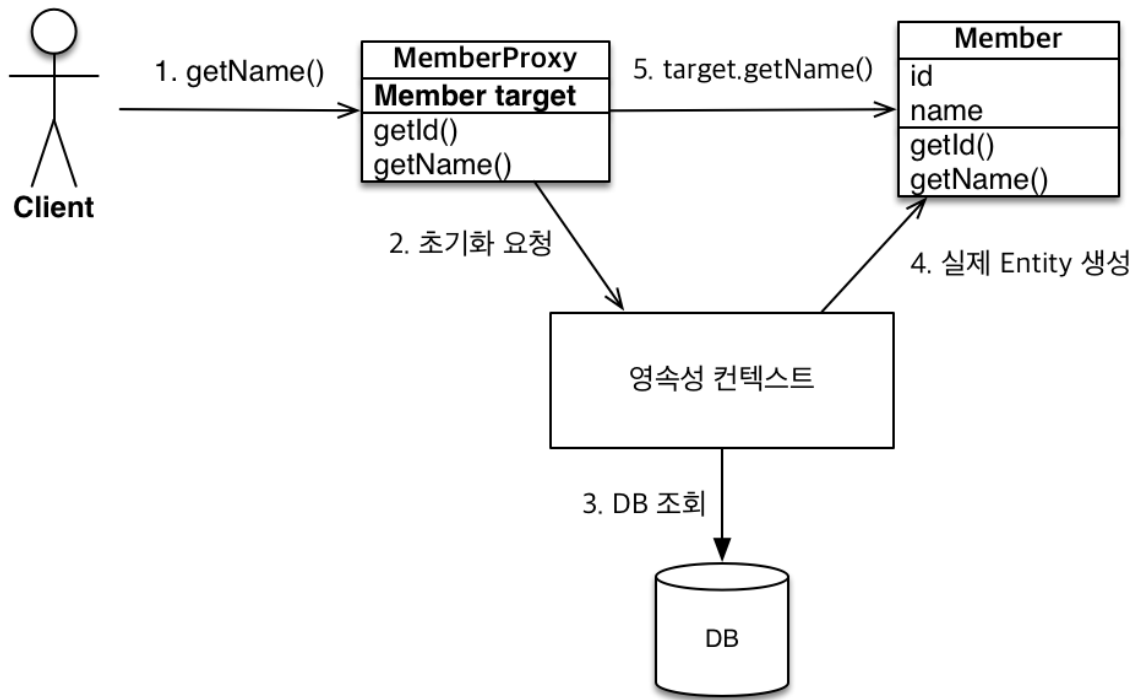 Client
1. getName()
MemberProxy
Member target
getId()
getName()
5. target.getName()
Member
id
name
getId()
getName()
2. 초기화 요청
4. 실제 Entity 생성
영속성 컨텍스트
3. DB 조회
DB